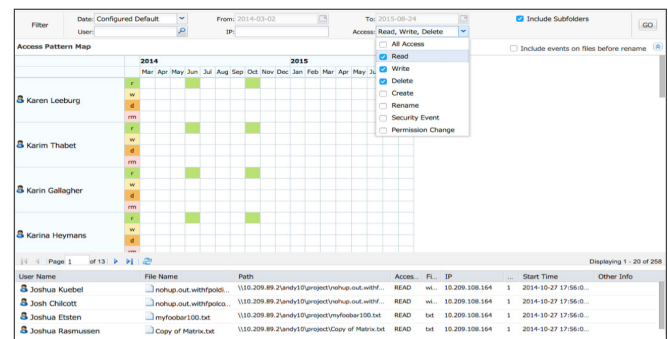 Filter Date: Configured Default From: 2014-03-02 To: 2015-08-24 Include Subfolders GO
User: IP: Access: Read, Write, Delete
Access Pattern Map Include events on files before rename
All Access
Read
Write
Delete
Create
Rename
Security Event
Permission Change
2014 2015
Mar Apr May Jun Jul Aug Sep Oct Nov Dec Jan Feb Mar Apr May Ju
Karen Leeburg
r
w
d
rm
Karim Thabet
r
w
d
rm
Karin Gallagher
r
w
d
rm
Karina Heymans
r
w
d
rm
Page 1 of 13 Displaying 1 - 20 of 258
User Name File Name Path Acces... Fi... IP ... Start Time Other Info
Joshua Kuebel nohup.out.withfpoldi... \\10.209.89.2\andy10\project\nohup.out.withf... READ wi... 10.209.108.164 1 2014-10-27 17:56:0...
Josh Chilcott nohup.out.withfpolco... \\10.209.89.2\andy10\project\nohup.out.withf... READ wi... 10.209.108.164 1 2014-10-27 17:56:0...
Joshua Etsten myfoobar100.txt \\10.209.89.2\andy10\project\myfoobar100.txt READ txt 10.209.108.164 1 2014-10-27 17:56:0...
Joshua Rasmussen Copy of Matrix.txt \\10.209.89.2\andy10\project\Copy of Matrix.txt READ txt 10.209.108.164 1 2014-10-27 17:56:0...